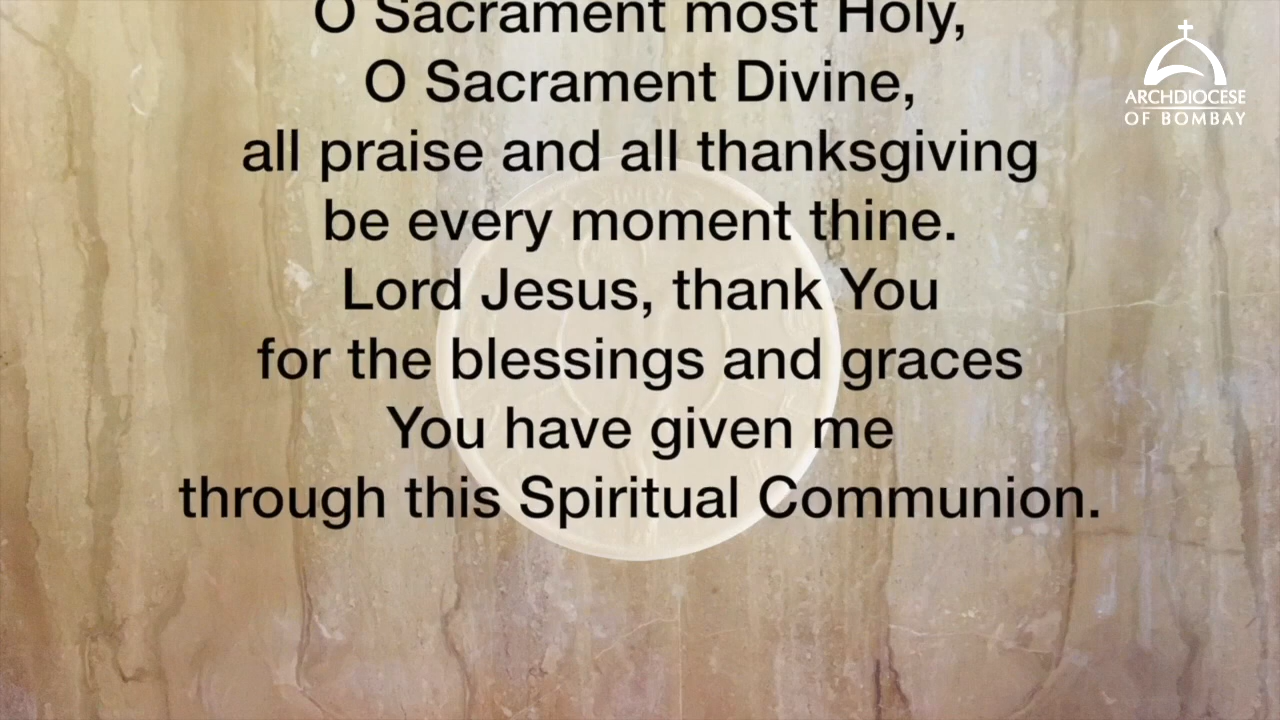 O Sacrament most Holy,
O Sacrament Divine,
all praise and all thanksgiving
be every moment thine.
Lord Jesus, thank You
for the blessings and graces
You have given me
through this Spiritual Communion.
ARCHDIOCESE
OF BOMBAY